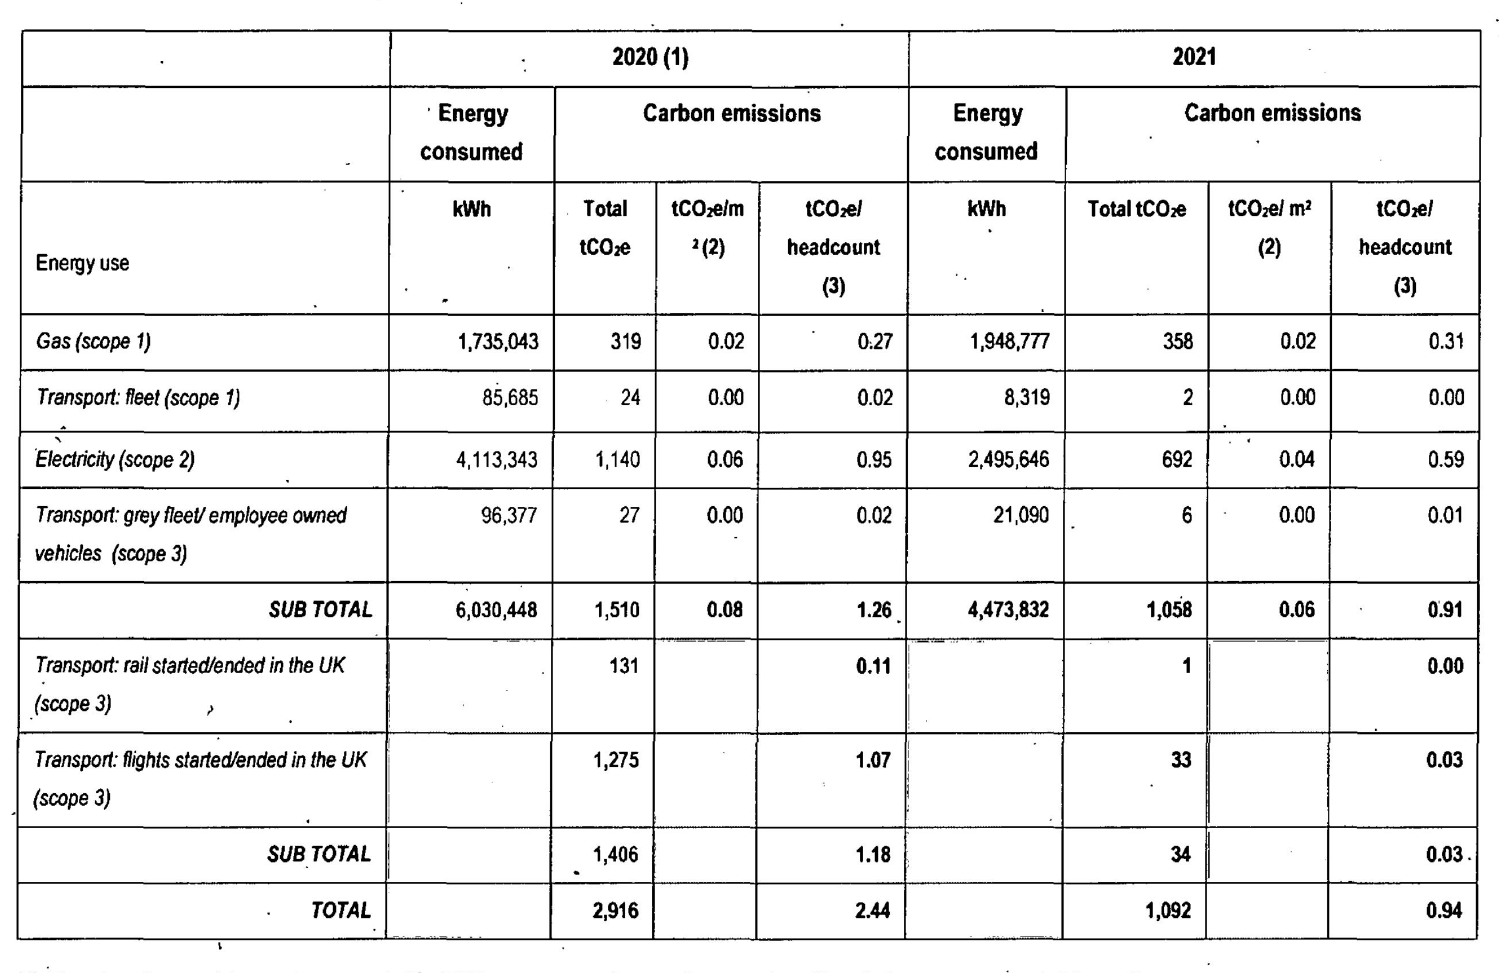 2020 (1) 2021
Energy Carbon emissions Energy Carbon emissions
consumed consumed
kWh Total tCO₂e/m tCO₂e/ kWh Total tCO₂e tCO₂e/ m² tCO₂e/
tCO₂e ² (2) headcount (2) headcount
Energy use
(3) (3)
Gas (scope 1) 1,735,043 319 0.02 0.27 1,948,777 358 0.02 0.31
Transport: fleet (scope 1) 85,685 24 0.00 0.02 8,319 2 0.00 0.00
Electricity (scope 2) 4,113,343 1,140 0.06 0.95 2,495,646 692 0.04 0.59
Transport: grey fleet/ employee owned 96,377 27 0.00 0.02 21,090 6 0.00 0.01
vehicles (scope 3)
SUB TOTAL 6,030,448 1,510 0.08 1.26 4,473,832 1,058 0.06 0.91
Transport: rail started/ended in the UK 131 0.11 1 0.00
(scope 3)
Transport: flights started/ended in the UK 1,275 1.07 33 0.03
(scope 3)
SUB TOTAL 1,406 1.18 34 0.03
TOTAL 2,916 2.44 1,092 0.94